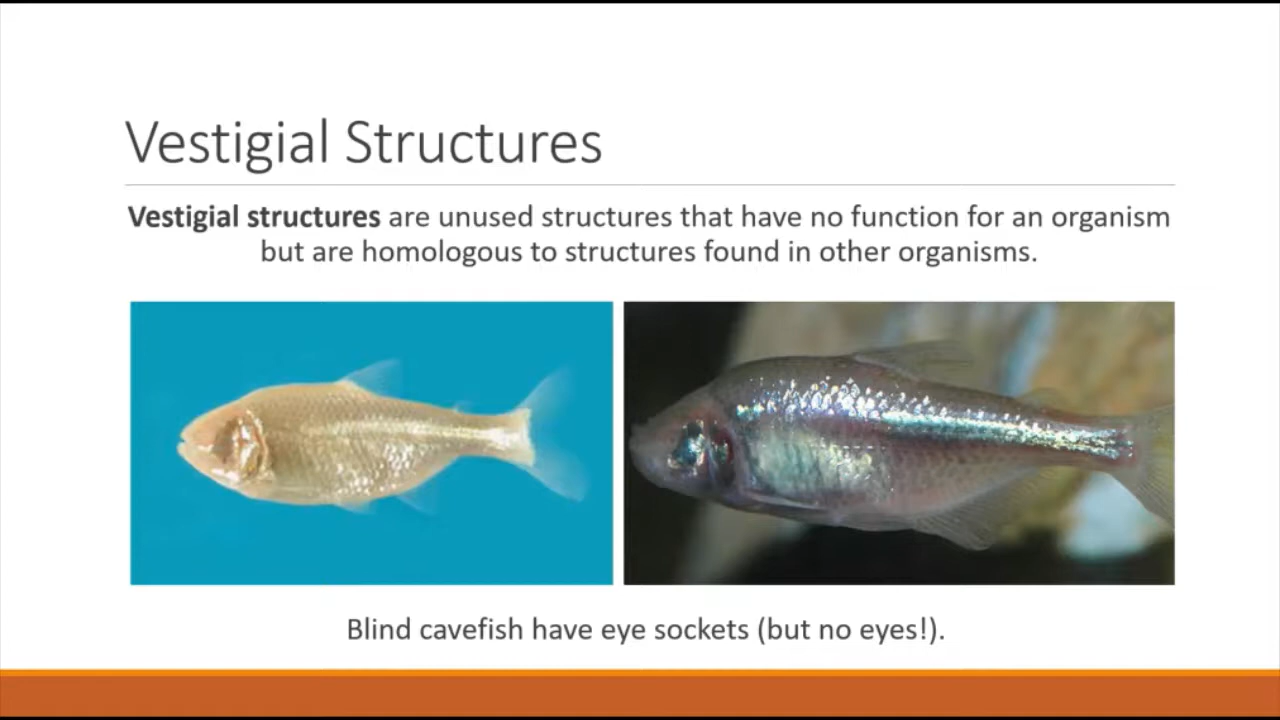 Vestigial Structures
Vestigial structures are unused structures that have no function for an organism
but are homologous to structures found in other organisms.
Blind cavefish have eye sockets (but no eyes!).